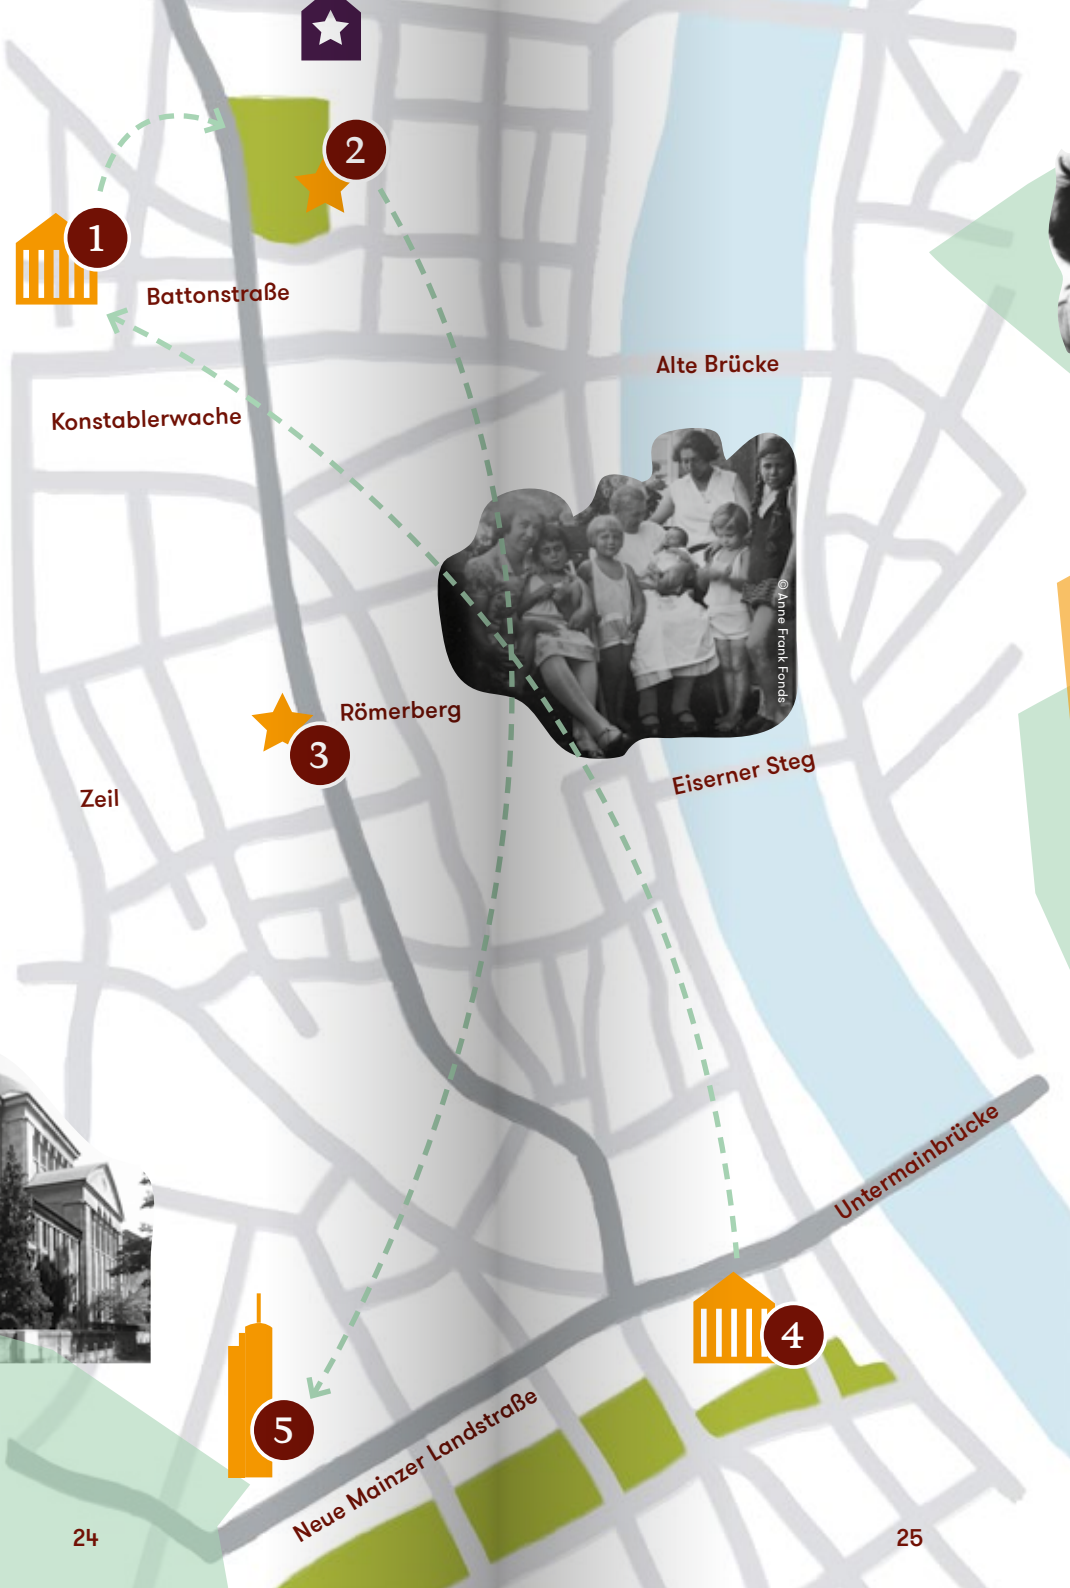 2
1
Battonstraße
Alte Brücke
Konstablerwache
© Anne Frank Fonds
Römerberg
3
Eiserner Steg
Zeil
Untermainbrücke
4
5
Neue Mainzer Landstraße
24
25